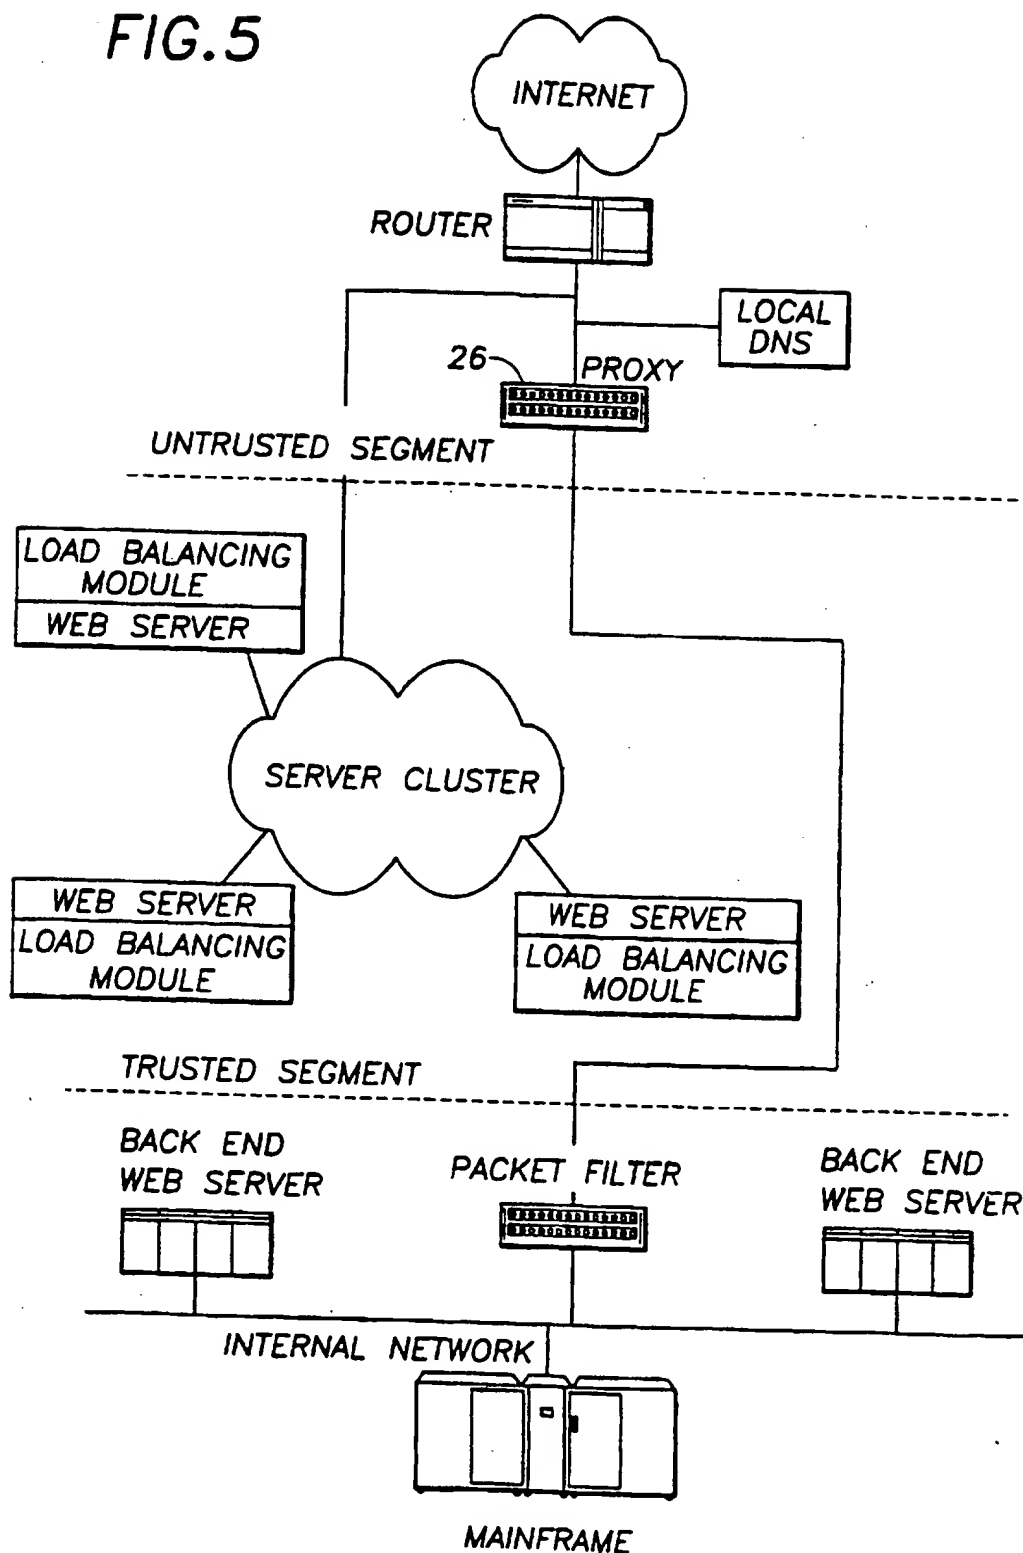 FIG.5
INTERNET
ROUTER
LOCAL
DNS
26
PROXY
UNTRUSTED SEGMENT
LOAD BALANCING
MODULE
WEB SERVER
SERVER CLUSTER
WEB SERVER
LOAD BALANCING
MODULE
WEB SERVER
LOAD BALANCING
MODULE
TRUSTED SEGMENT
BACK END
WEB SERVER
PACKET FILTER
BACK END
WEB SERVER
INTERNAL NETWORK
MAINFRAME